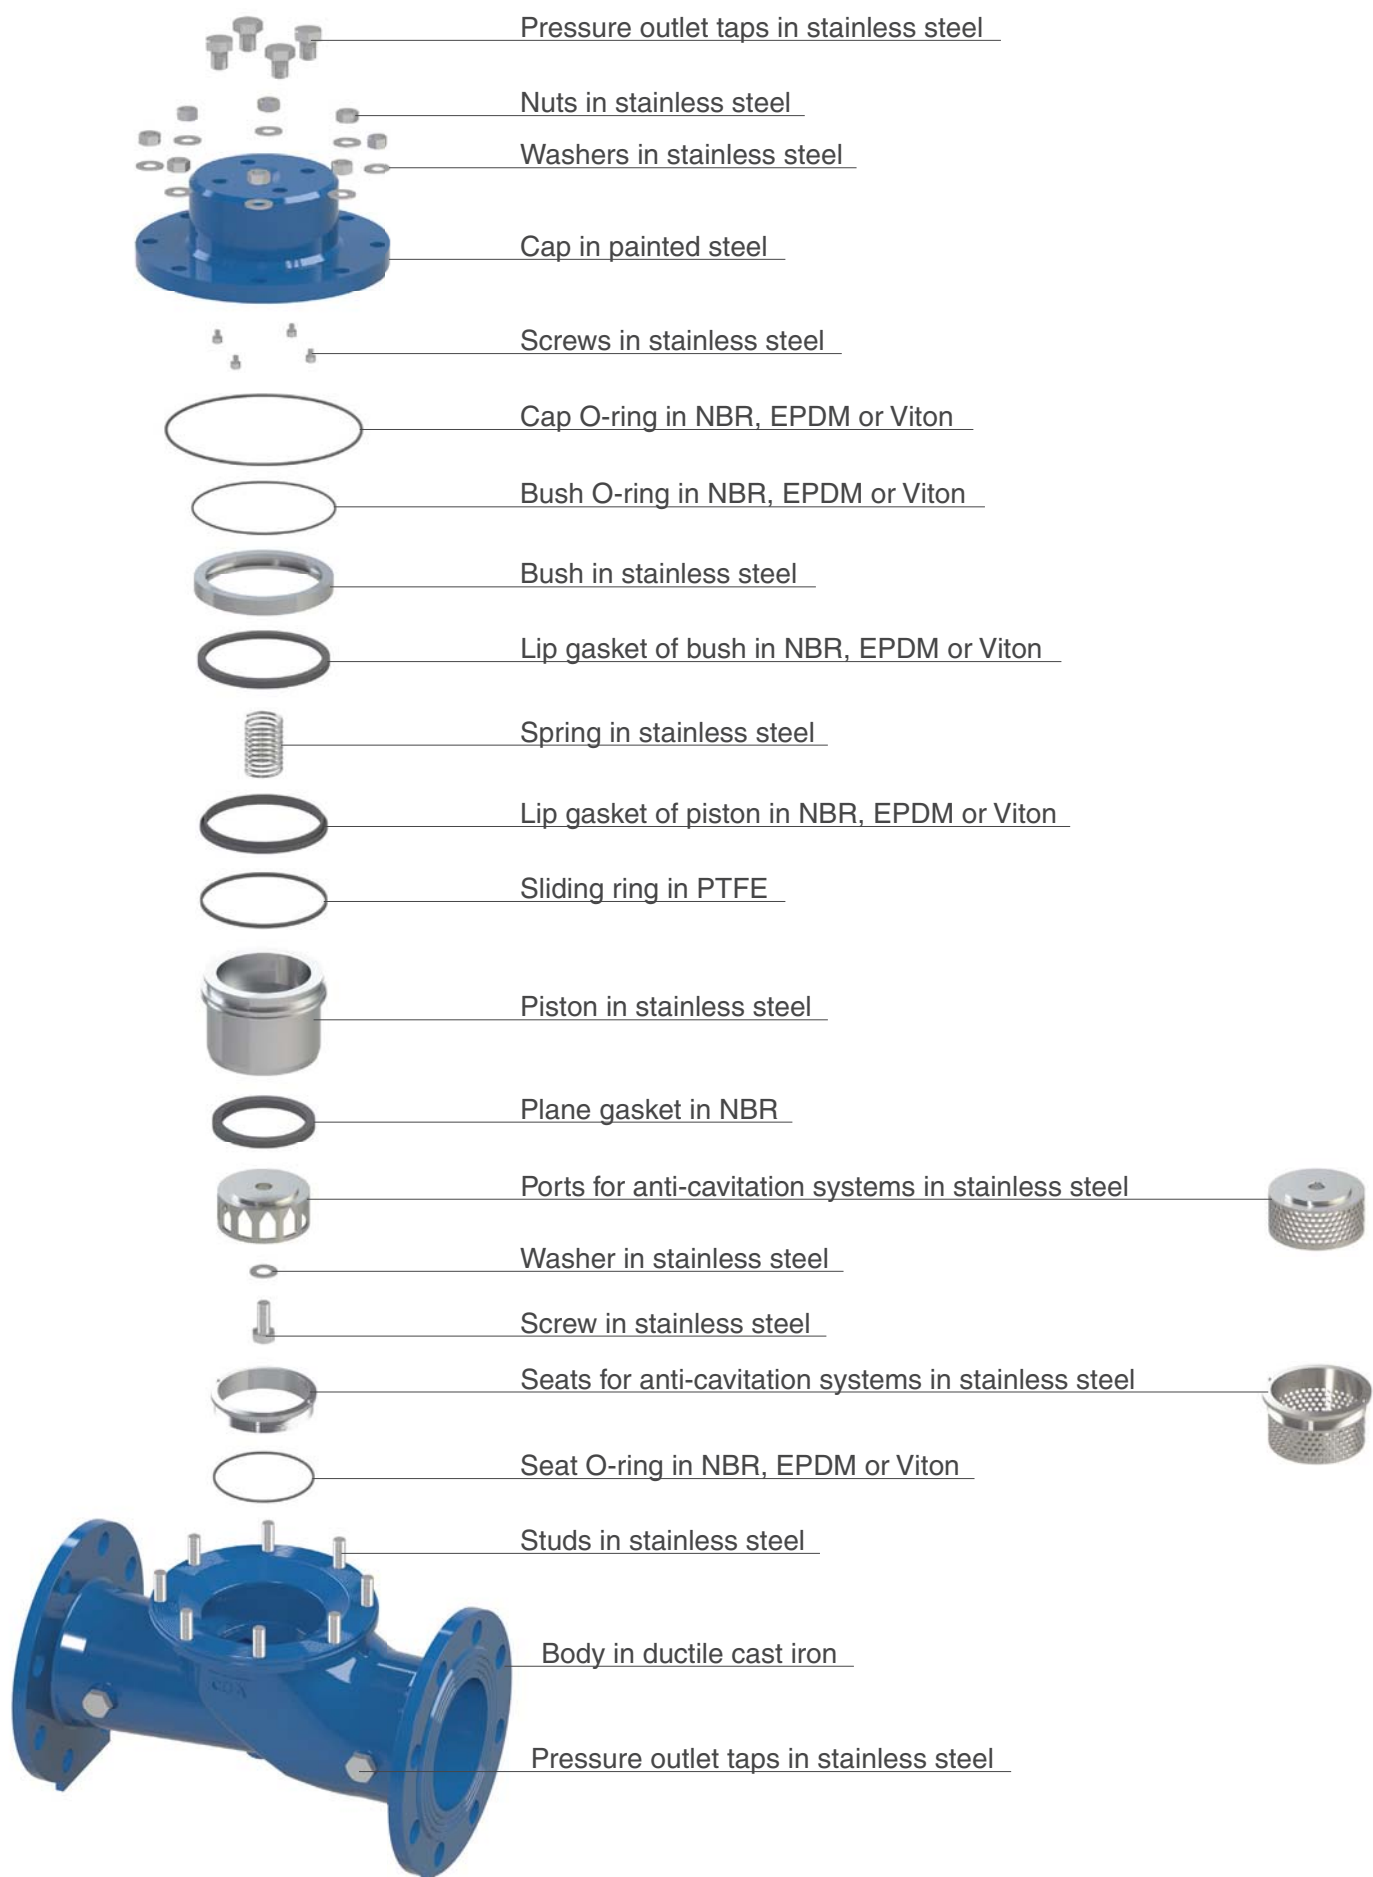 Pressure outlet taps in stainless steel
Nuts in stainless steel
Washers in stainless steel
Cap in painted steel
Screws in stainless steel
Cap O-ring in NBR, EPDM or Viton
Bush O-ring in NBR, EPDM or Viton
Bush in stainless steel
Lip gasket of bush in NBR, EPDM or Viton
Spring in stainless steel
Lip gasket of piston in NBR, EPDM or Viton
Sliding ring in PTFE
Piston in stainless steel
Plane gasket in NBR
Ports for anti-cavitation systems in stainless steel
Washer in stainless steel
Screw in stainless steel
Seats for anti-cavitation systems in stainless steel
Seat O-ring in NBR, EPDM or Viton
Studs in stainless steel
Body in ductile cast iron
Pressure outlet taps in stainless steel